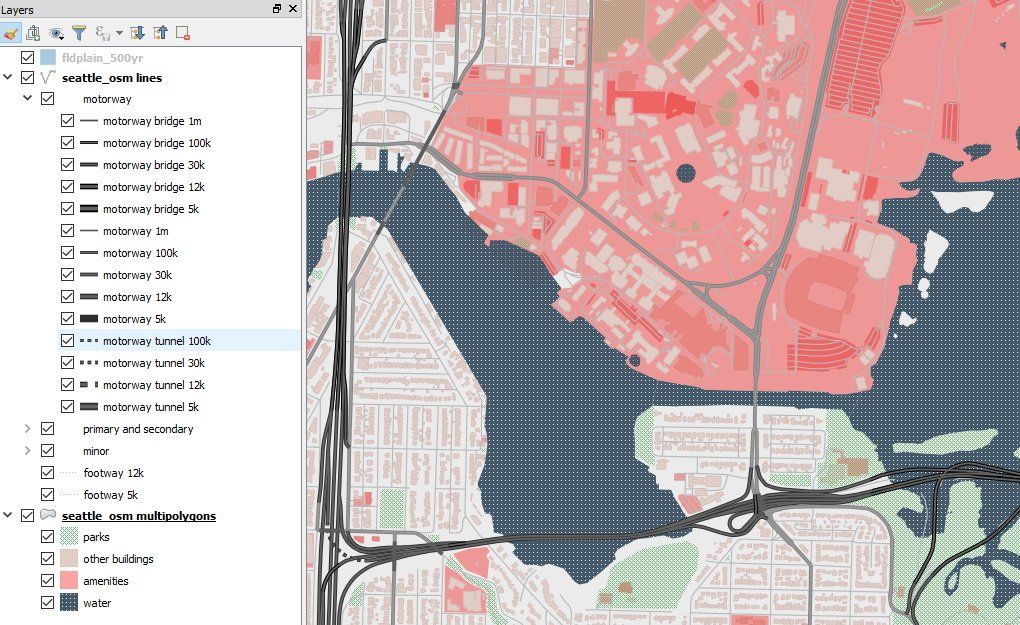 Layers
fldplain_500yr
seattle_osm lines
motorway
motorway bridge 1m
motorway bridge 100k
motorway bridge 30k
motorway bridge 12k
motorway bridge 5k
motorway 1m
motorway 100k
motorway 30k
motorway 12k
motorway 5k
motorway tunnel 100k
motorway tunnel 30k
motorway tunnel 12k
motorway tunnel 5k
primary and secondary
minor
footway 12k
footway 5k
seattle_osm multipolygons
parks
other buildings
amenities
water